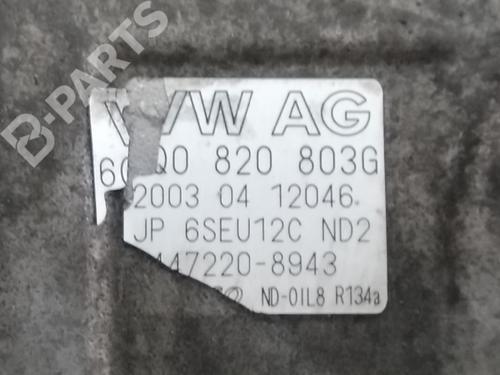 VW AG
6Q0 820 803G
2003 04 12046
JP 6SEU12C ND2
447220-8943
ND-OIL8 R134a
B-PARTS